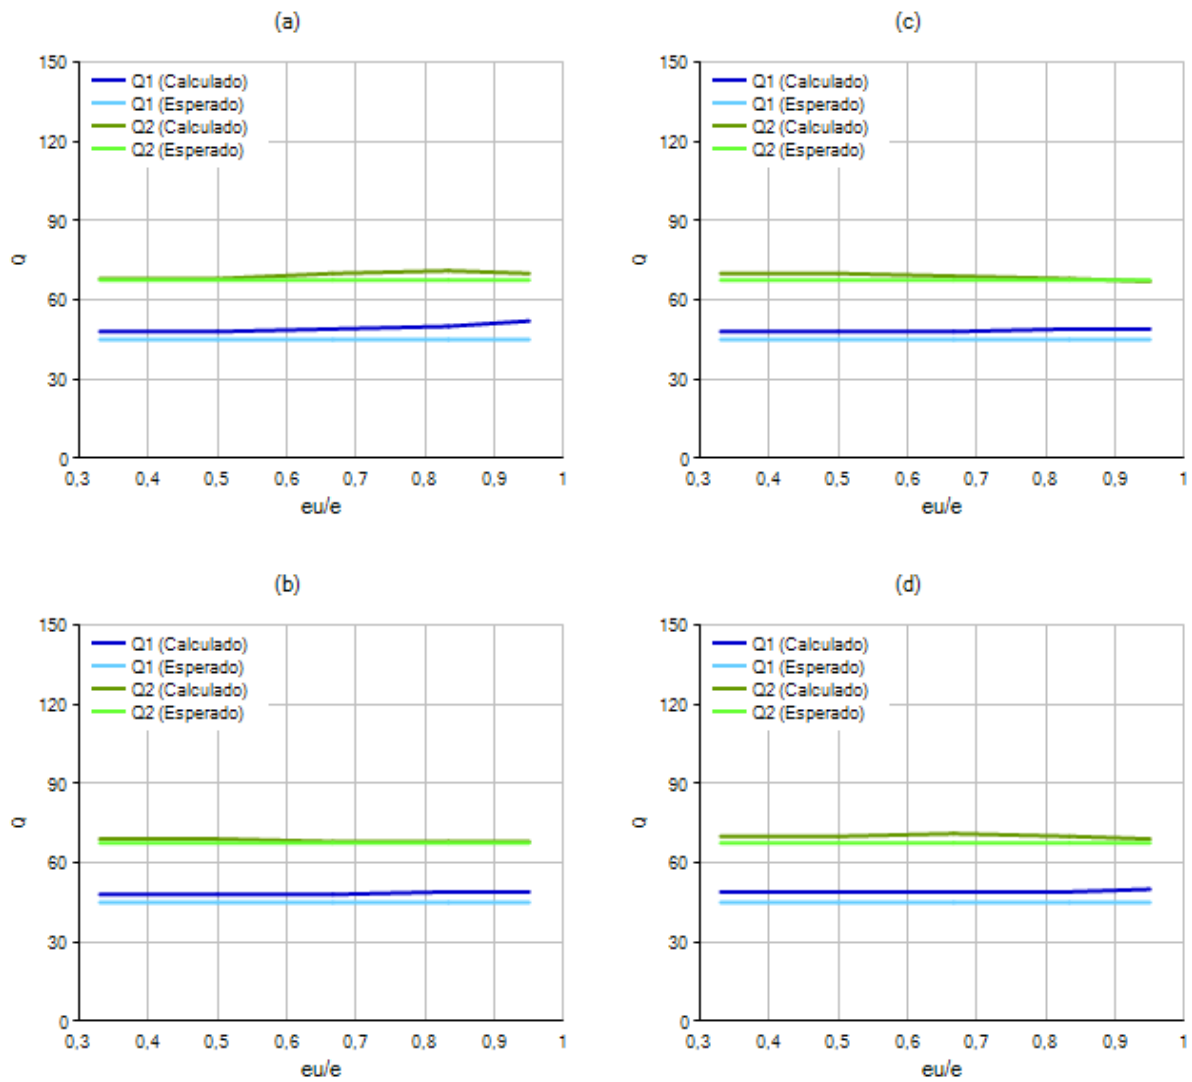 (a)
150
120
90
60
30
0
Q
Q1 (Calculado)
Q1 (Esperado)
Q2 (Calculado)
Q2 (Esperado)
0,3 0,4 0,5 0,6 0,7 0,8 0,9 1
eu/e
(c)
150
120
90
60
30
0
Q
Q1 (Calculado)
Q1 (Esperado)
Q2 (Calculado)
Q2 (Esperado)
0,3 0,4 0,5 0,6 0,7 0,8 0,9 1
eu/e
(b)
150
120
90
60
30
0
Q
Q1 (Calculado)
Q1 (Esperado)
Q2 (Calculado)
Q2 (Esperado)
0,3 0,4 0,5 0,6 0,7 0,8 0,9 1
eu/e
(d)
150
120
90
60
30
0
Q
Q1 (Calculado)
Q1 (Esperado)
Q2 (Calculado)
Q2 (Esperado)
0,3 0,4 0,5 0,6 0,7 0,8 0,9 1
eu/e